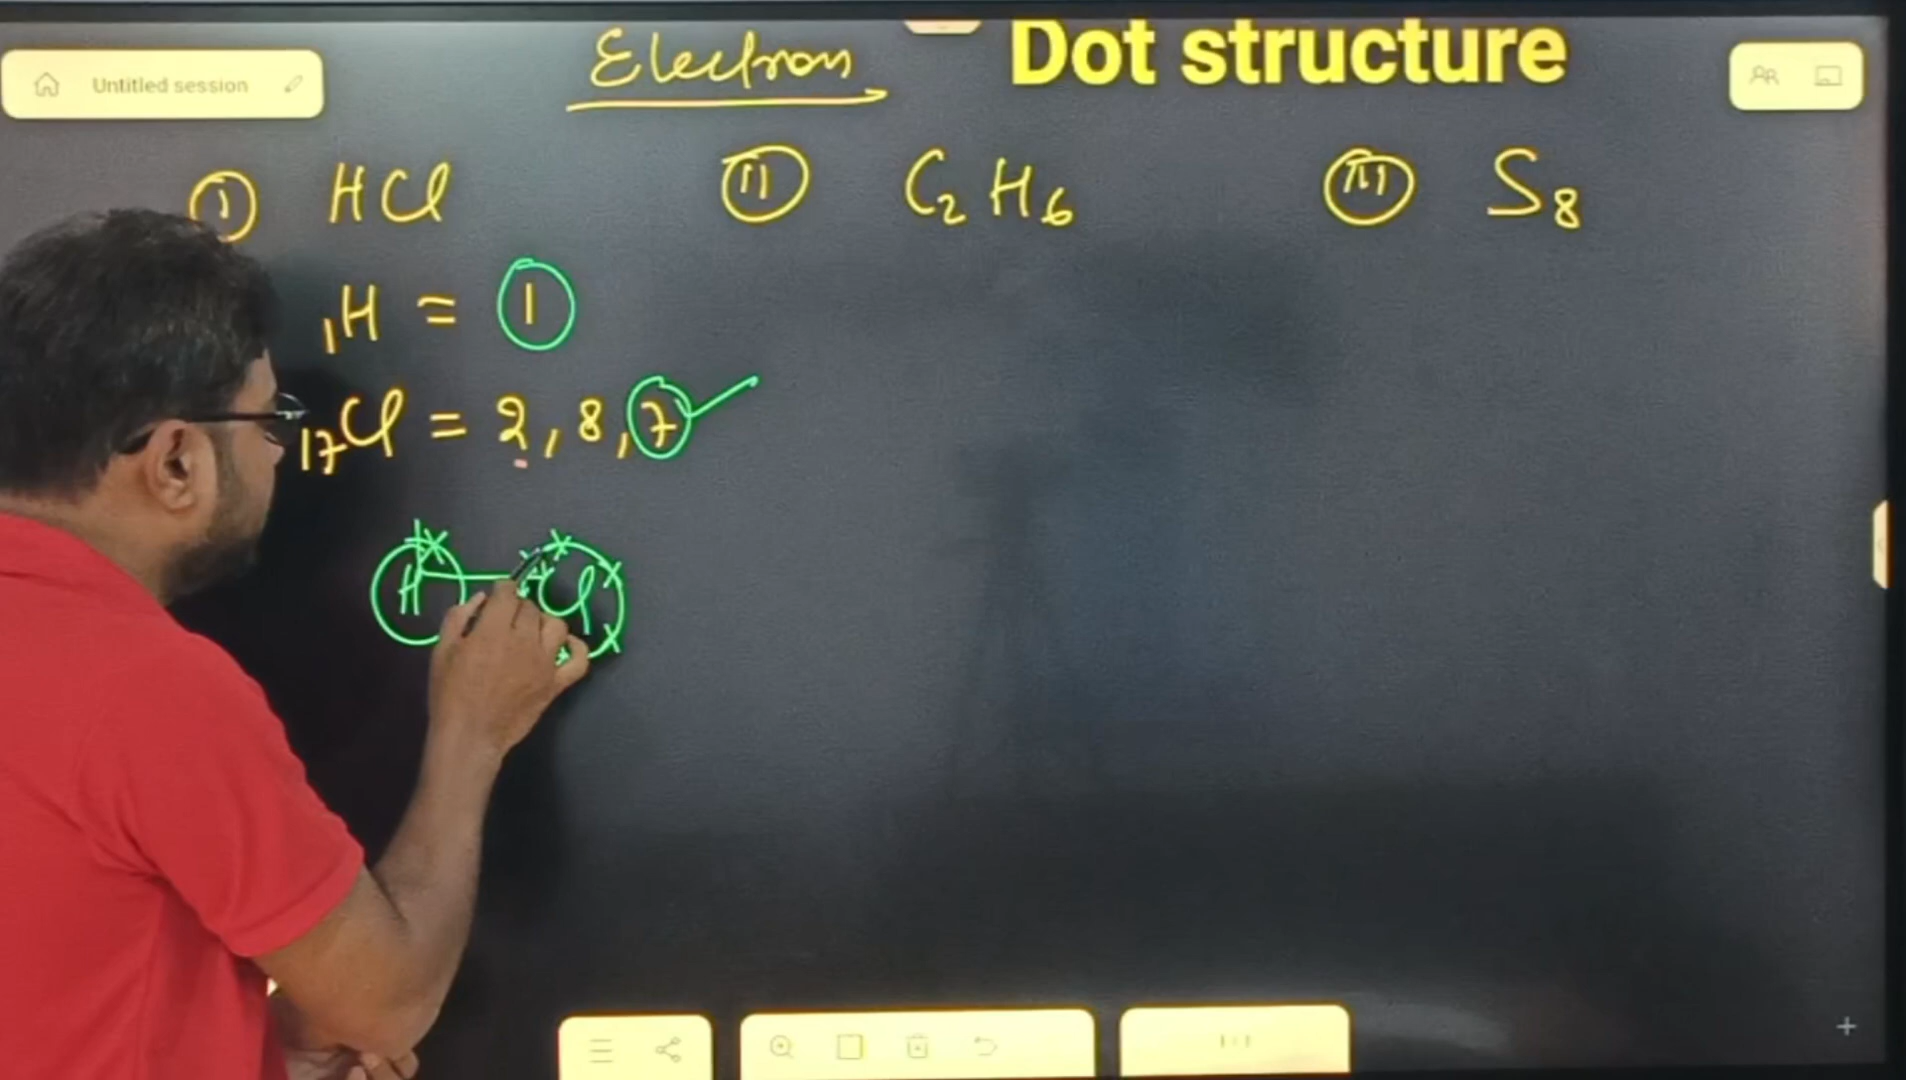 Untitled session
Electron Dot structure
(i) HCl (ii) C₂H₆ (iii) S₈
₁H = 1
₁₇Cl = 2, 8, 7
H Cl